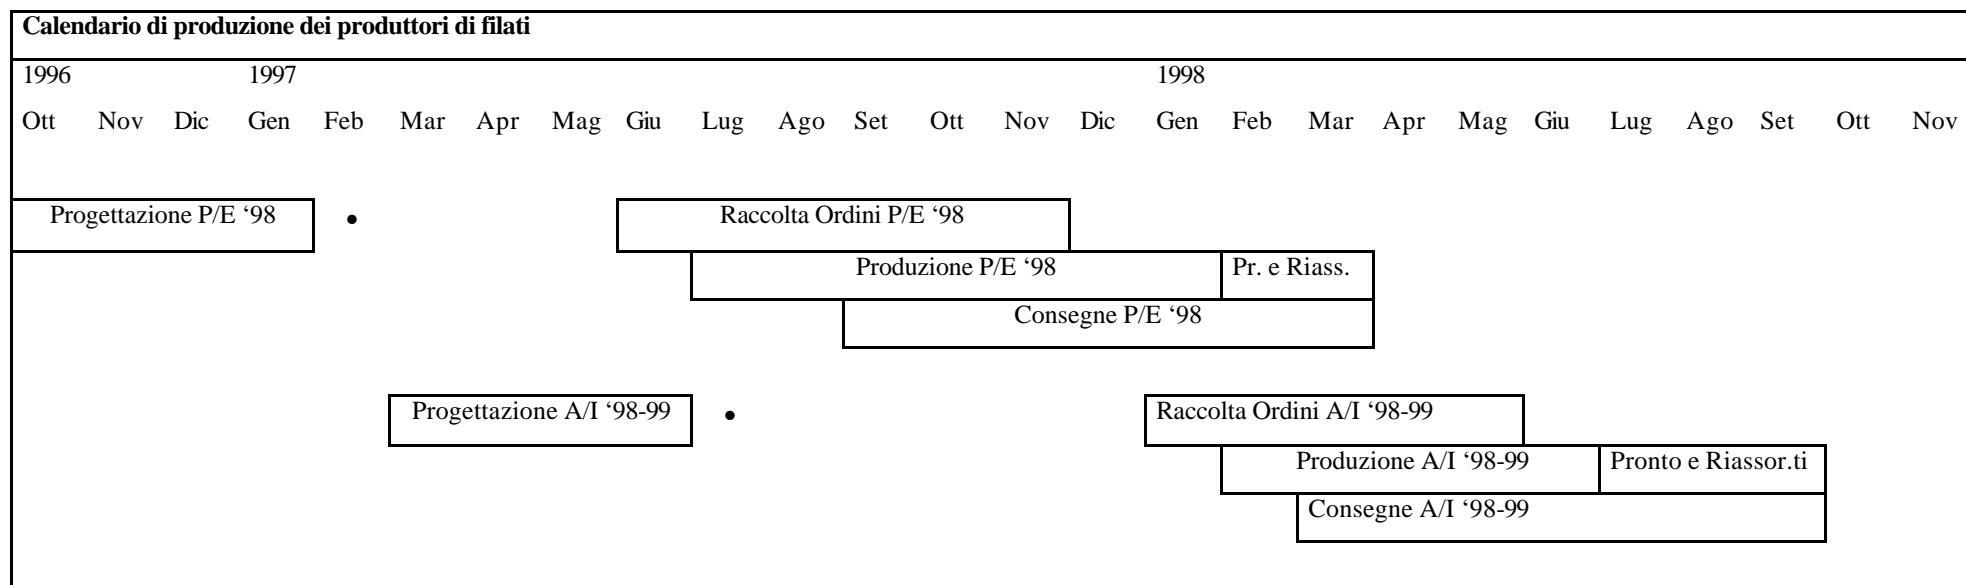 Calendario di produzione dei produttori di filati
1996 1997 1998
Ott Nov Dic Gen Feb Mar Apr Mag Giu Lug Ago Set Ott Nov Dic Gen Feb Mar Apr Mag Giu Lug Ago Set Ott Nov
Progettazione P/E ‘98 • Raccolta Ordini P/E ‘98
Produzione P/E ‘98 Pr. e Riass.
Consegne P/E ‘98
Progettazione A/I ‘98-99 • Raccolta Ordini A/I ‘98-99
Produzione A/I ‘98-99 Pronto e Riassor.ti
Consegne A/I ‘98-99